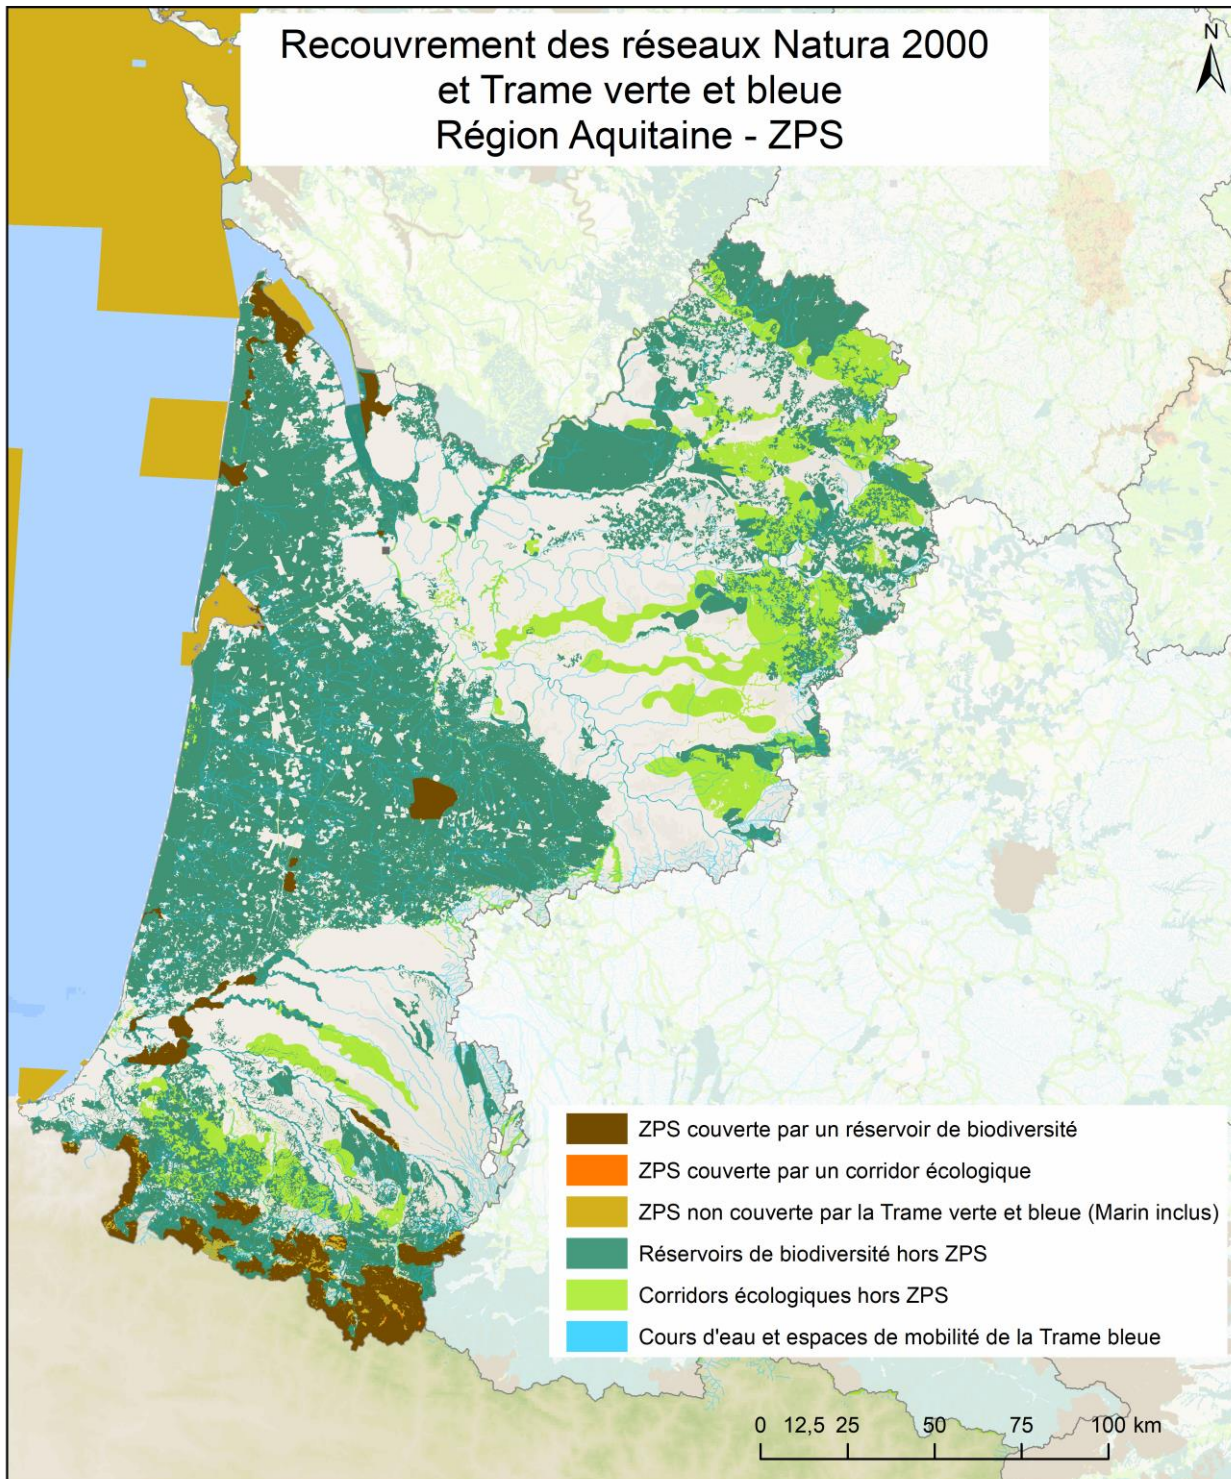 Recouvrement des réseaux Natura 2000
et Trame verte et bleue
Région Aquitaine - ZPS
N
ZPS couverte par un réservoir de biodiversité
ZPS couverte par un corridor écologique
ZPS non couverte par la Trame verte et bleue (Marin inclus)
Réservoirs de biodiversité hors ZPS
Corridors écologiques hors ZPS
Cours d'eau et espaces de mobilité de la Trame bleue
0 12,5 25 50 75 100 km